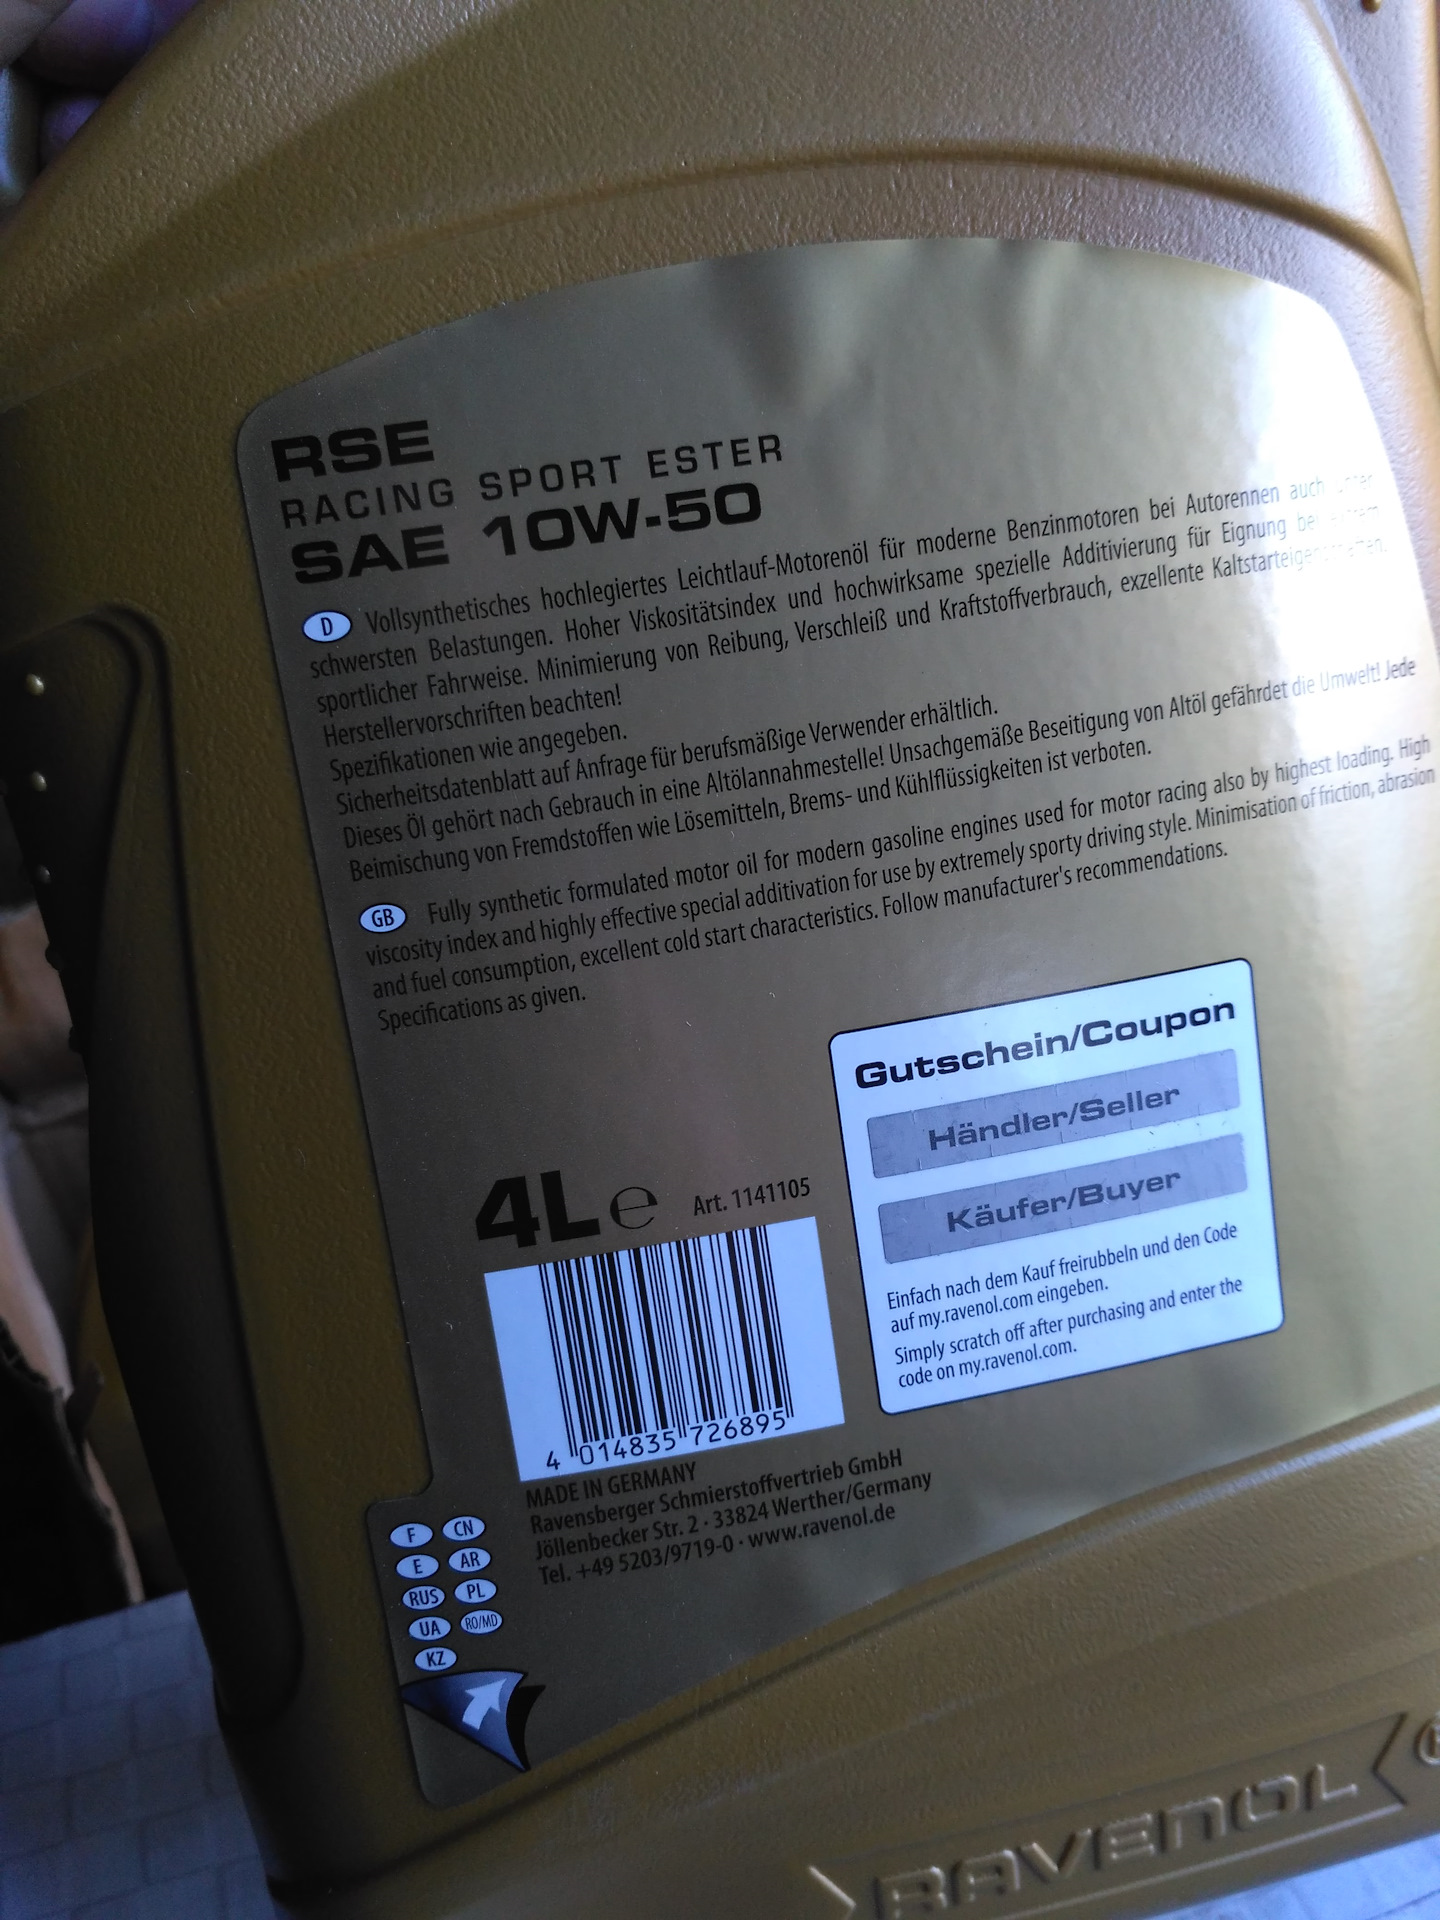 RSE
RACING SPORT ESTER
SAE 10W-50
D Vollsynthetisches hochlegiertes Leichtlauf-Motorenöl für moderne Benzinmotoren bei Autorennen auch unter
schwersten Belastungen. Hoher Viskositätsindex und hochwirksame spezielle Additivierung für Eignung bei
sportlicher Fahrweise. Minimierung von Reibung, Verschleiß und Kraftstoffverbrauch, exzellente Kaltstarteigenschaften.
Herstellervorschriften beachten!
Spezifikationen wie angegeben.
Sicherheitsdatenblatt auf Anfrage für berufsmäßige Verwender erhältlich.
Dieses Öl gehört nach Gebrauch in eine Altölannahmestelle! Unsachgemäße Beseitigung von Altöl gefährdet die Umwelt! Jede
Beimischung von Fremdstoffen wie Lösemitteln, Brems- und Kühlflüssigkeiten ist verboten.
GB Fully synthetic formulated motor oil for modern gasoline engines used for motor racing also by highest loading. High
viscosity index and highly effective special additivation for use by extremely sporty driving style. Minimisation of friction, abrasion
and fuel consumption, excellent cold start characteristics. Follow manufacturer's recommendations.
Specifications as given.
Gutschein/Coupon
Händler/Seller
Käufer/Buyer
Einfach nach dem Kauf freirubbeln und den Code
auf my.ravenol.com eingeben.
Simply scratch off after purchasing and enter the
code on my.ravenol.com.
4L e Art. 1141105
4 014835 726895
MADE IN GERMANY
Ravensberger Schmierstoffvertrieb GmbH
Jöllenbecker Str. 2 · 33824 Werther/Germany
Tel. +49 5203/9719-0 · www.ravenol.de
F CN
E AR
RUS PL
UA RO/MD
KZ
RAVENOL ®